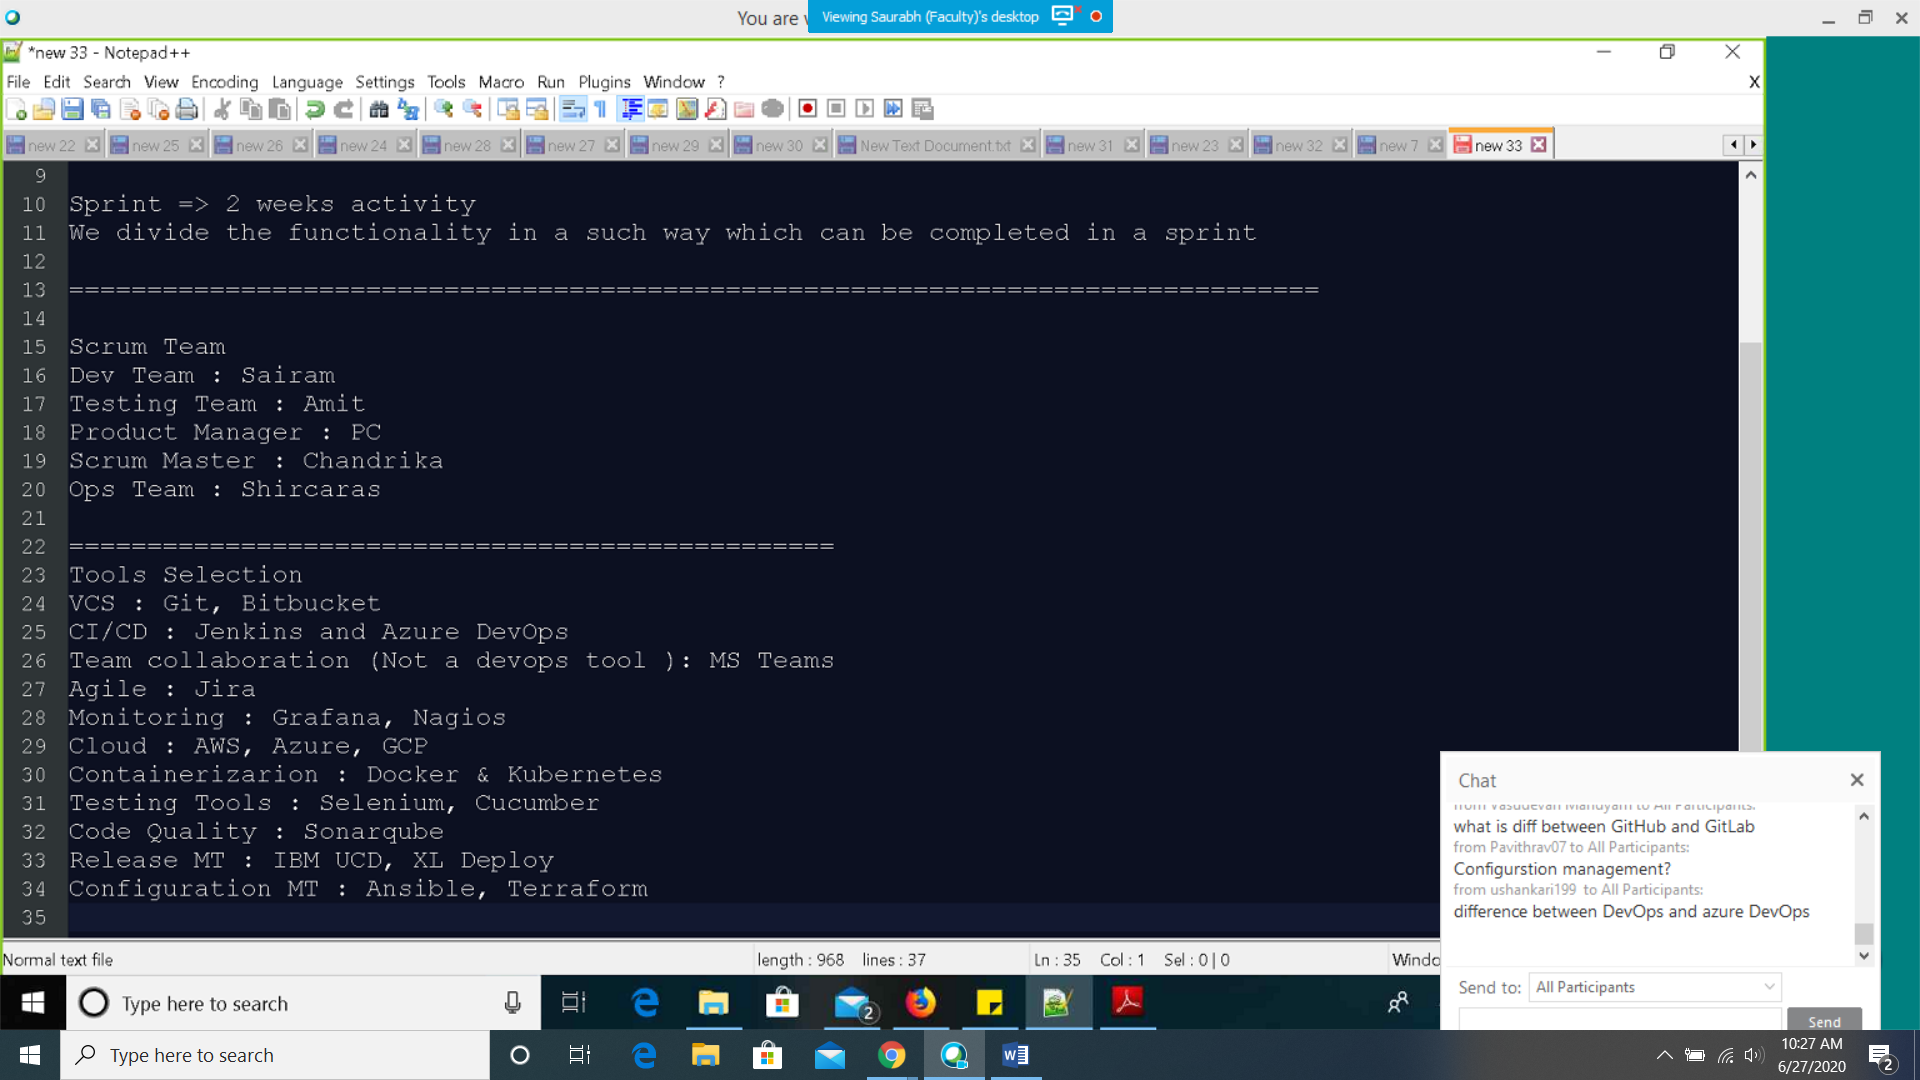 You are
Viewing Saurabh (Faculty)'s desktop
*new 33 - Notepad++
File Edit Search View Encoding Language Settings Tools Macro Run Plugins Window ?
X
new 22 new 25 new 26 new 24 new 28 new 27 new 29 new 30 New Text Document.txt new 31 new 23 new 32 new 7 new 33
9
10 Sprint => 2 weeks activity
11 We divide the functionality in a such way which can be completed in a sprint
12
13 ================================================================================
14
15 Scrum Team
16 Dev Team : Sairam
17 Testing Team : Amit
18 Product Manager : PC
19 Scrum Master : Chandrika
20 Ops Team : Shircaras
21
22 =================================================
23 Tools Selection
24 VCS : Git, Bitbucket
25 CI/CD : Jenkins and Azure DevOps
26 Team collaboration (Not a devops tool ): MS Teams
27 Agile : Jira
28 Monitoring : Grafana, Nagios
29 Cloud : AWS, Azure, GCP
30 Containerizarion : Docker & Kubernetes
31 Testing Tools : Selenium, Cucumber
32 Code Quality : Sonarqube
33 Release MT : IBM UCD, XL Deploy
34 Configuration MT : Ansible, Terraform
35
Normal text file length : 968 lines : 37 Ln : 35 Col : 1 Sel : 0 | 0 Windo
Chat
from Vasudevan Manuyam to All Participants:
what is diff between GitHub and GitLab
from Pavithrav07 to All Participants:
Configurstion management?
from ushankari199 to All Participants:
difference between DevOps and azure DevOps
Send to: All Participants
Send
Type here to search
2
Type here to search
10:27 AM
6/27/2020
2